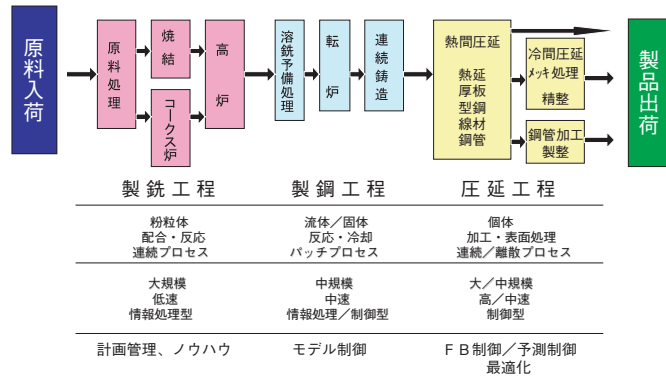 原料入荷
原料処理
焼結
コークス炉
高炉
溶銑予備処理
転炉
連続鋳造
熱間圧延
熱延
厚板
型鋼
線材
鋼管
冷間圧延
メッキ処理
精整
鋼管加工
製整
製品出荷
製銑工程 製鋼工程 圧延工程
粉粒体 流体/固体 個体
配合・反応 反応・冷却 加工・表面処理
連続プロセス バッチプロセス 連続/離散プロセス
大規模 中規模 大/中規模
低速 中速 高/中速
情報処理型 情報処理/制御型 制御型
計画管理、ノウハウ モデル制御 FB制御/予測制御
最適化